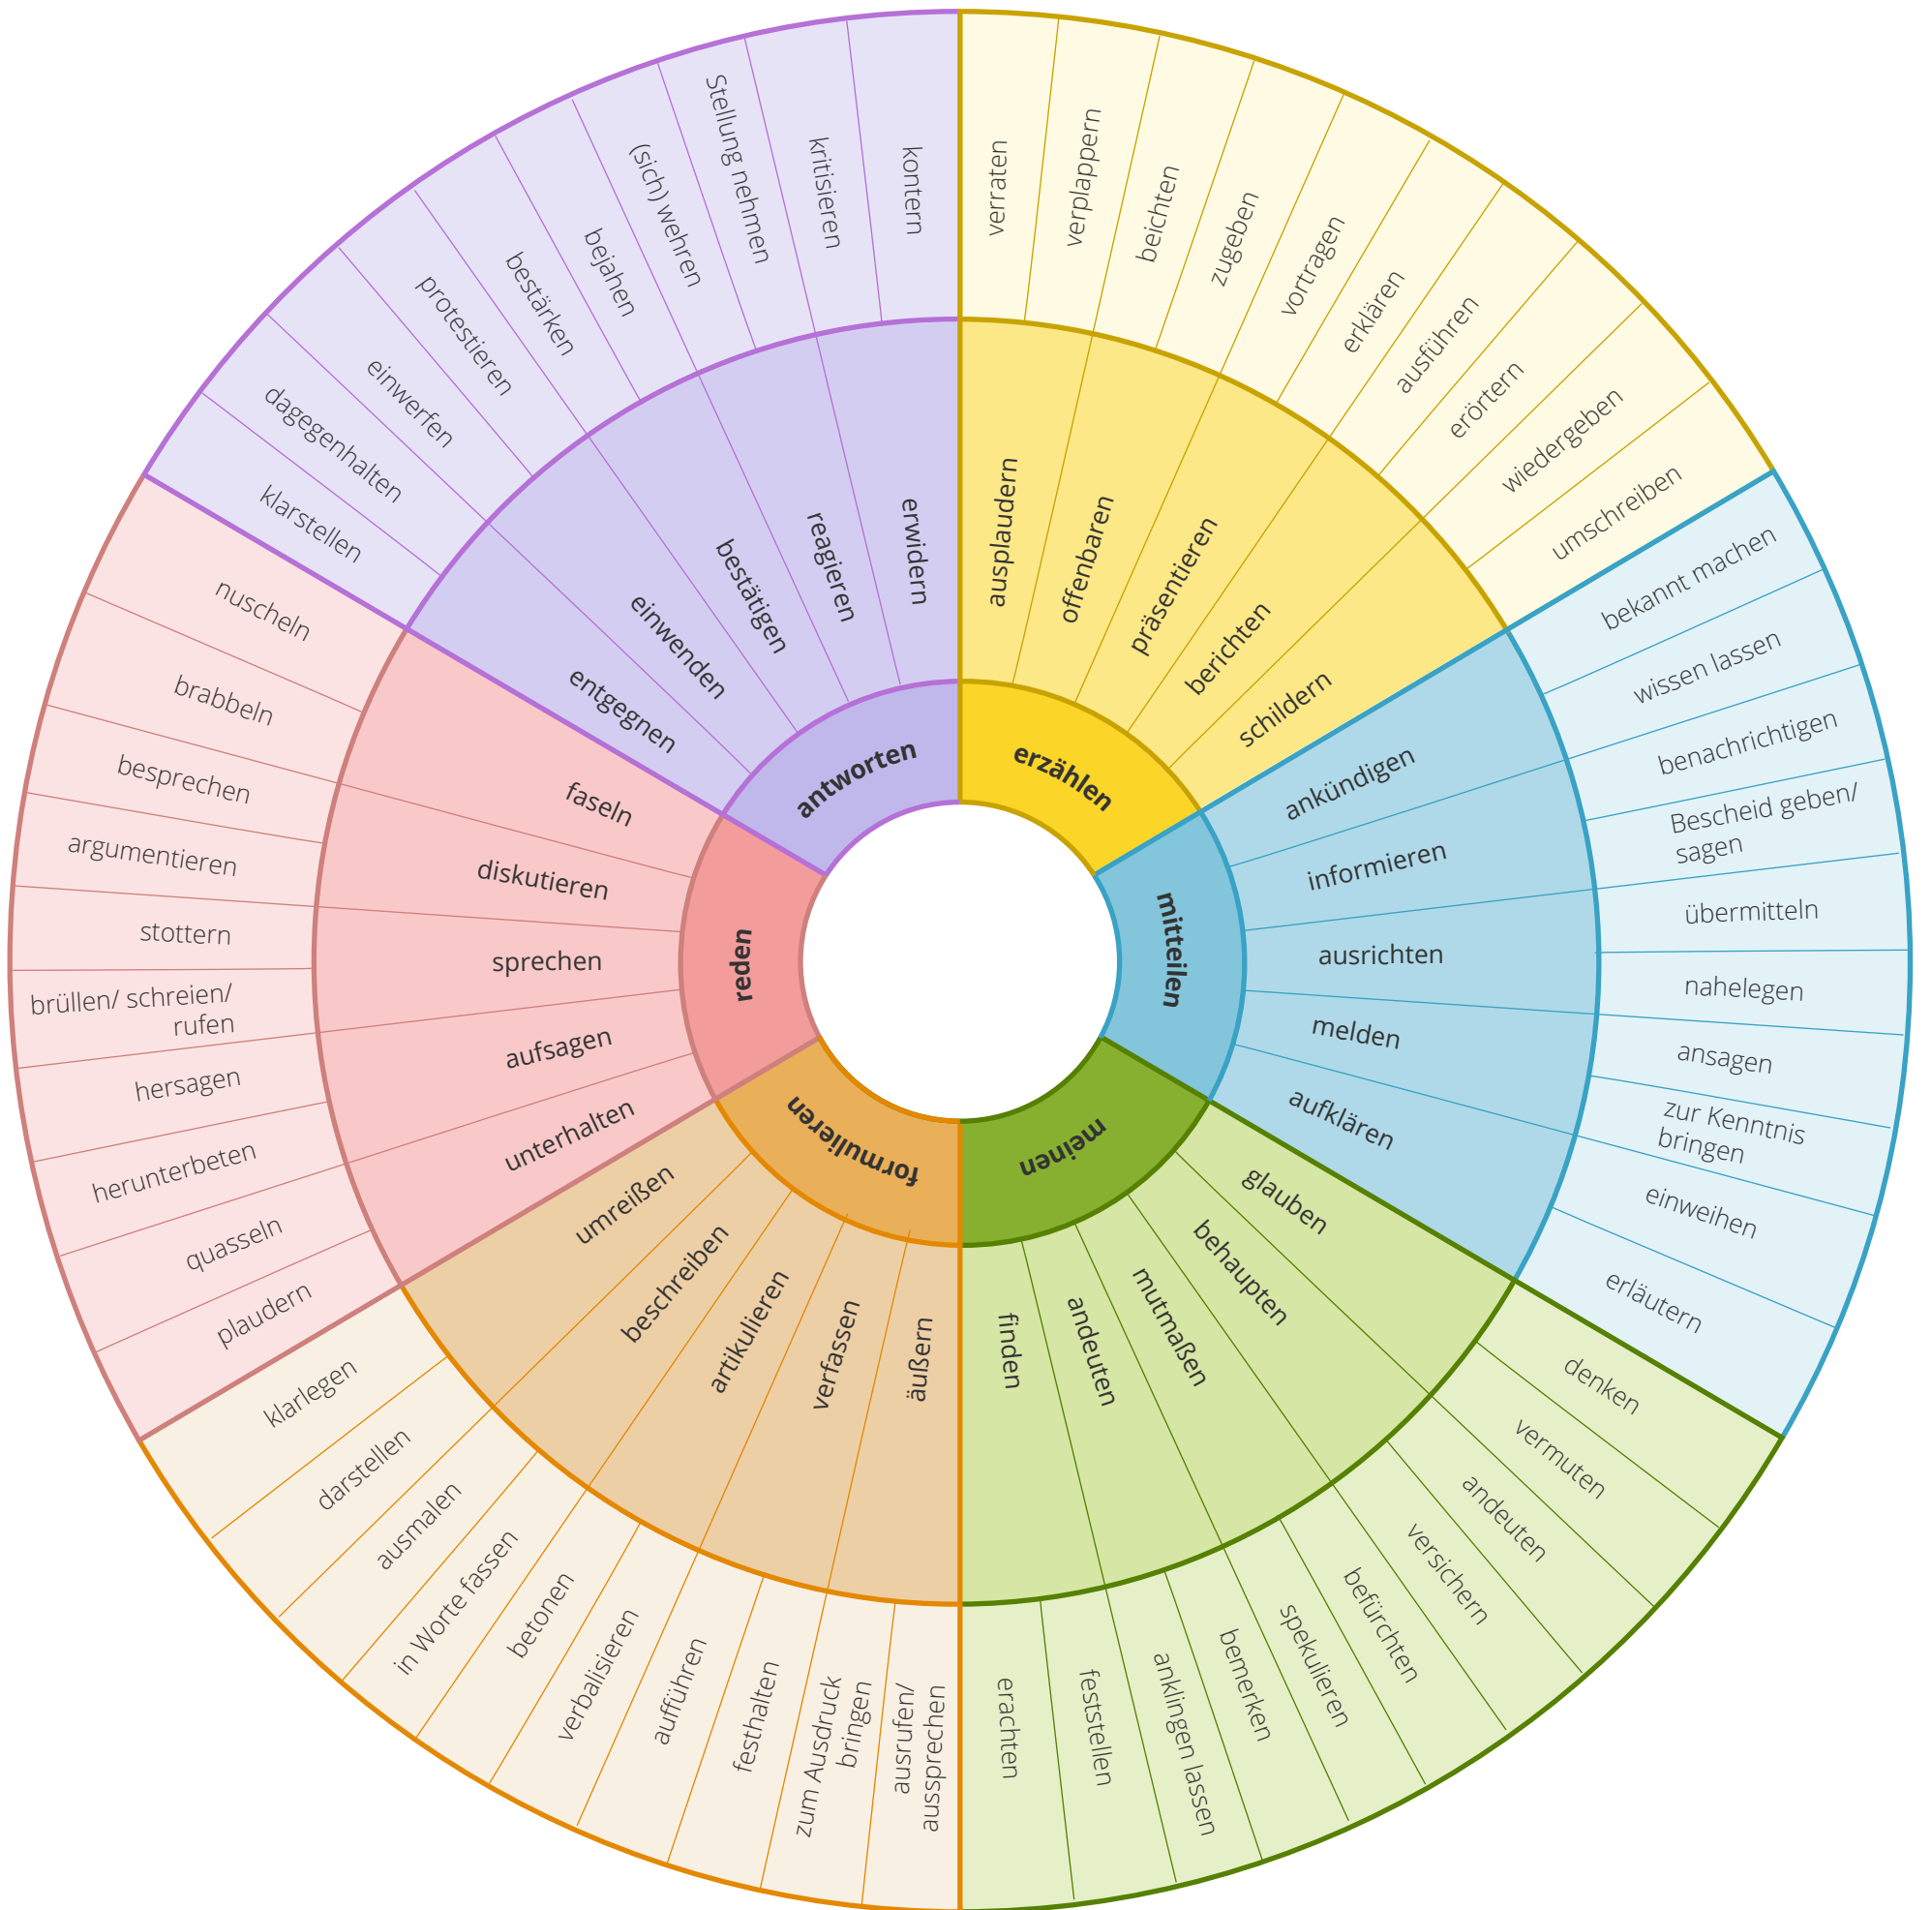 erzählen
ausplaudern
verraten
verplappern
offenbaren
beichten
zugeben
präsentieren
vortragen
erklären
berichten
ausführen
erörtern
schildern
wiedergeben
umschreiben
mitteilen
ankündigen
bekannt machen
wissen lassen
informieren
benachrichtigen
Bescheid geben/
sagen
ausrichten
übermitteln
nahelegen
melden
ansagen
zur Kenntnis
bringen
aufklären
einweihen
erläutern
meinen
glauben
denken
vermuten
behaupten
andeuten
versichern
mutmaßen
befürchten
spekulieren
andeuten
bemerken
anklingen lassen
finden
feststellen
erachten
formulieren
äußern
ausrufen/
aussprechen
zum Ausdruck
bringen
verfassen
festhalten
aufführen
artikulieren
verbalisieren
betonen
beschreiben
in Worte fassen
ausmalen
umreißen
darstellen
klarlegen
reden
unterhalten
plaudern
quasseln
aufsagen
herunterbeten
hersagen
sprechen
brüllen/ schreien/
rufen
stottern
diskutieren
argumentieren
besprechen
faseln
brabbeln
nuscheln
antworten
entgegnen
klarstellen
dagegenhalten
einwenden
einwerfen
protestieren
bestätigen
bestärken
bejahen
reagieren
(sich) wehren
Stellung nehmen
erwidern
kritisieren
kontern